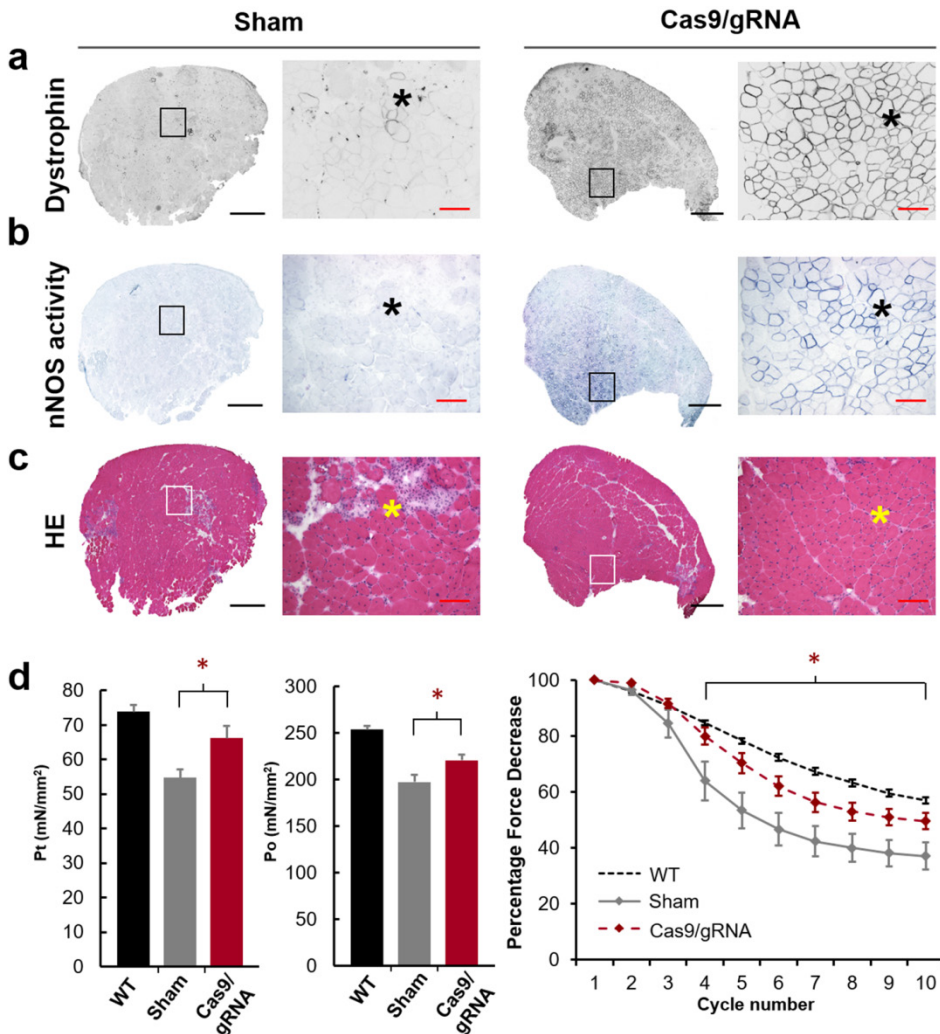 Sham
Cas9/gRNA
a
Dystrophin
*
*
b
nNOS activity
*
*
c
HE
*
*
d
80
70
60
50
40
30
20
10
0
Pt (mN/mm²)
*
WT
Sham
Cas9/
gRNA
300
250
200
150
100
50
0
Po (mN/mm²)
*
WT
Sham
Cas9/
gRNA
100
80
60
40
20
0
Percentage Force Decrease
*
WT
Sham
Cas9/gRNA
1 2 3 4 5 6 7 8 9 10
Cycle number